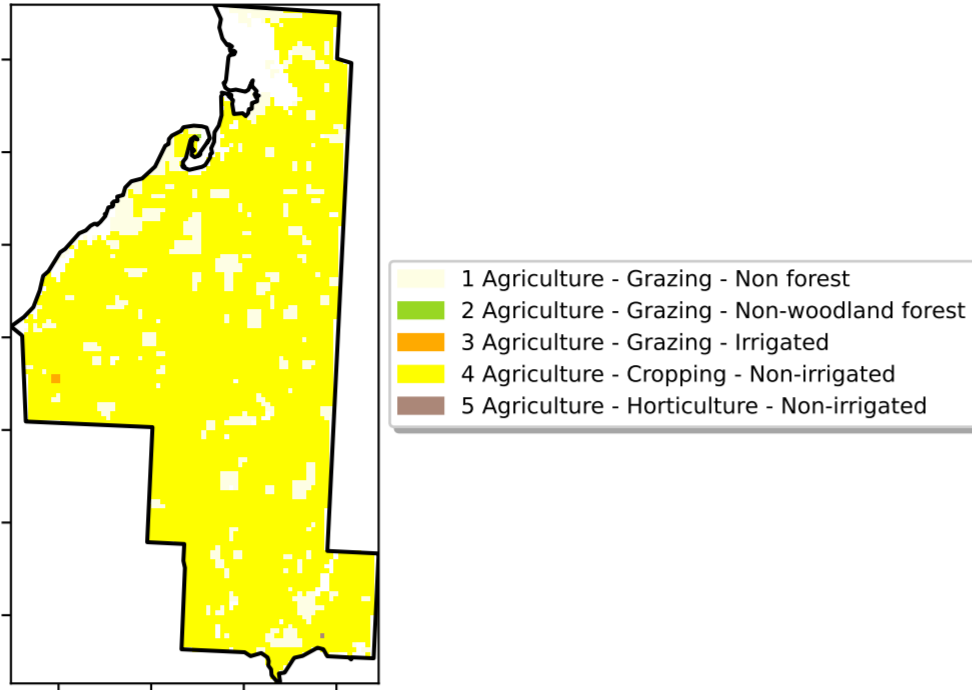 1 Agriculture - Grazing - Non forest
2 Agriculture - Grazing - Non-woodland forest
3 Agriculture - Grazing - Irrigated
4 Agriculture - Cropping - Non-irrigated
5 Agriculture - Horticulture - Non-irrigated